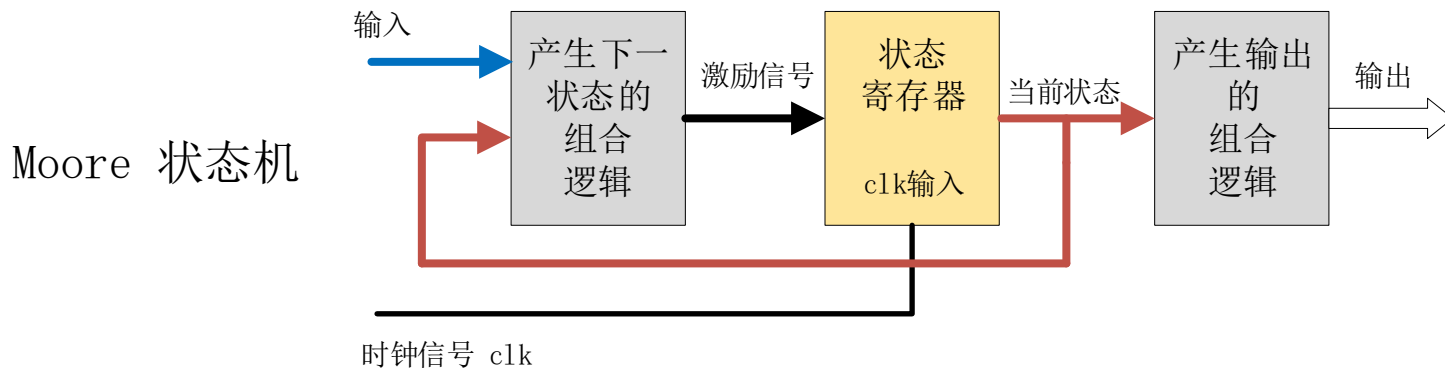 Moore 状态机
输入
产生下一
状态的
组合
逻辑
激励信号
状态
寄存器
clk输入
当前状态
产生输出
的
组合
逻辑
输出
时钟信号 clk